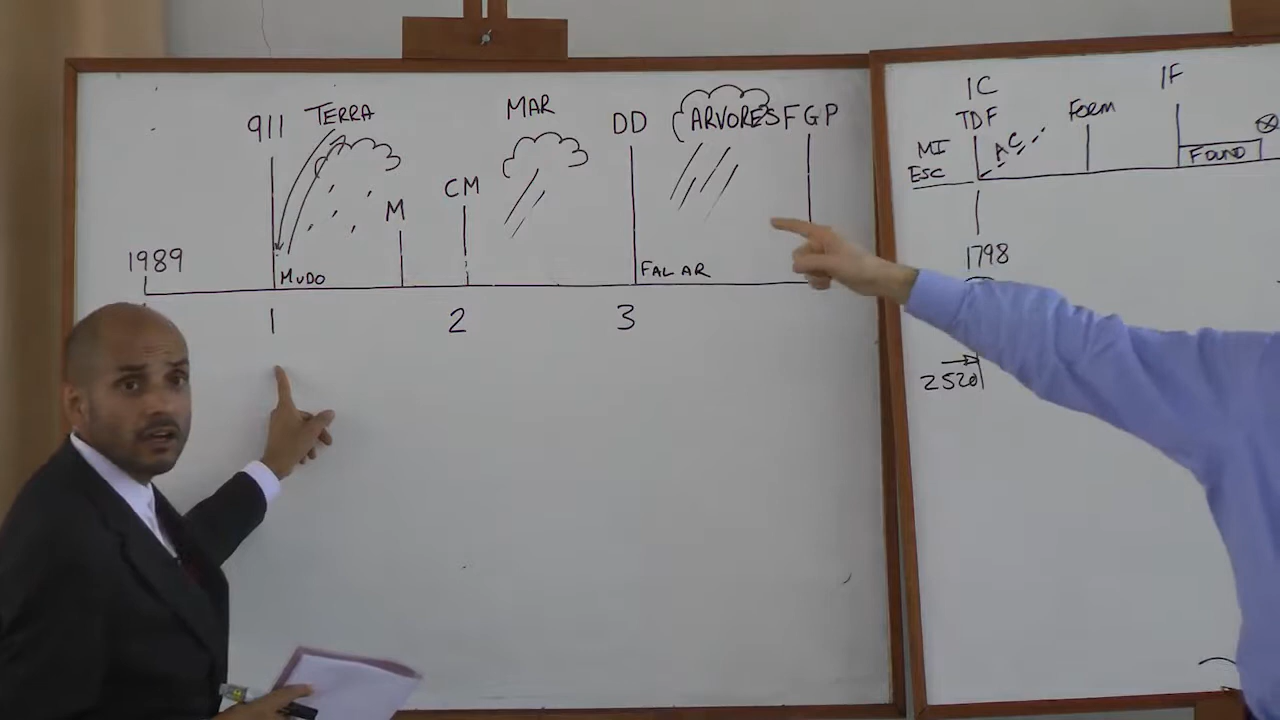 911 TERRA MAR DD ARVORES FGP
M CM
1989
MUDO FALAR
1 2 3
IC IF
TDF FORM
MI AC
ESC FOUND
1798
2520